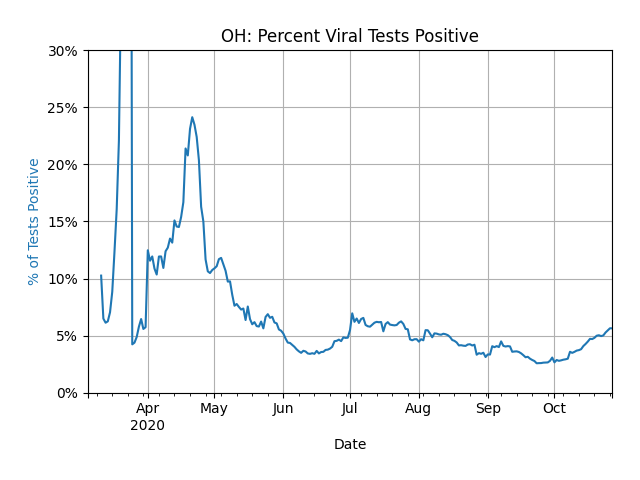 OH: Percent Viral Tests Positive
30%
25%
20%
15%
10%
5%
0%
% of Tests Positive
Apr May Jun Jul Aug Sep Oct
2020
Date